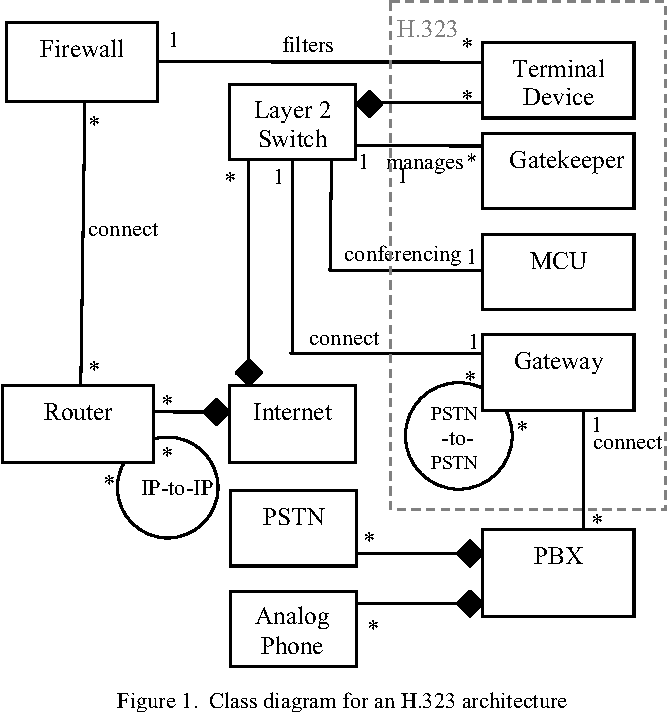 H.323
Firewall
1
filters
*
Terminal
Device
*
Layer 2
Switch
*
*
1
1
manages
1
*
Gatekeeper
connect
conferencing
1
MCU
connect
1
Gateway
*
*
Router
*
Internet
*
PSTN
-to-
PSTN
*
1
connect
*
IP-to-IP
PSTN
*
*
PBX
Analog
Phone
*
Figure 1. Class diagram for an H.323 architecture